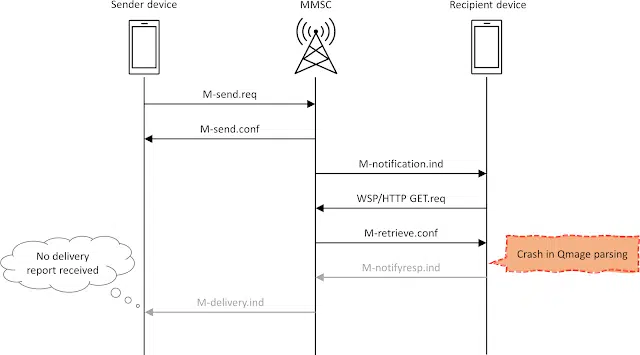 Sender device
MMSC
Recipient device
M-send.req
M-send.conf
M-notification.ind
WSP/HTTP GET.req
M-retrieve.conf
No delivery
report received
Crash in Qmage parsing
M-notifyresp.ind
M-delivery.ind